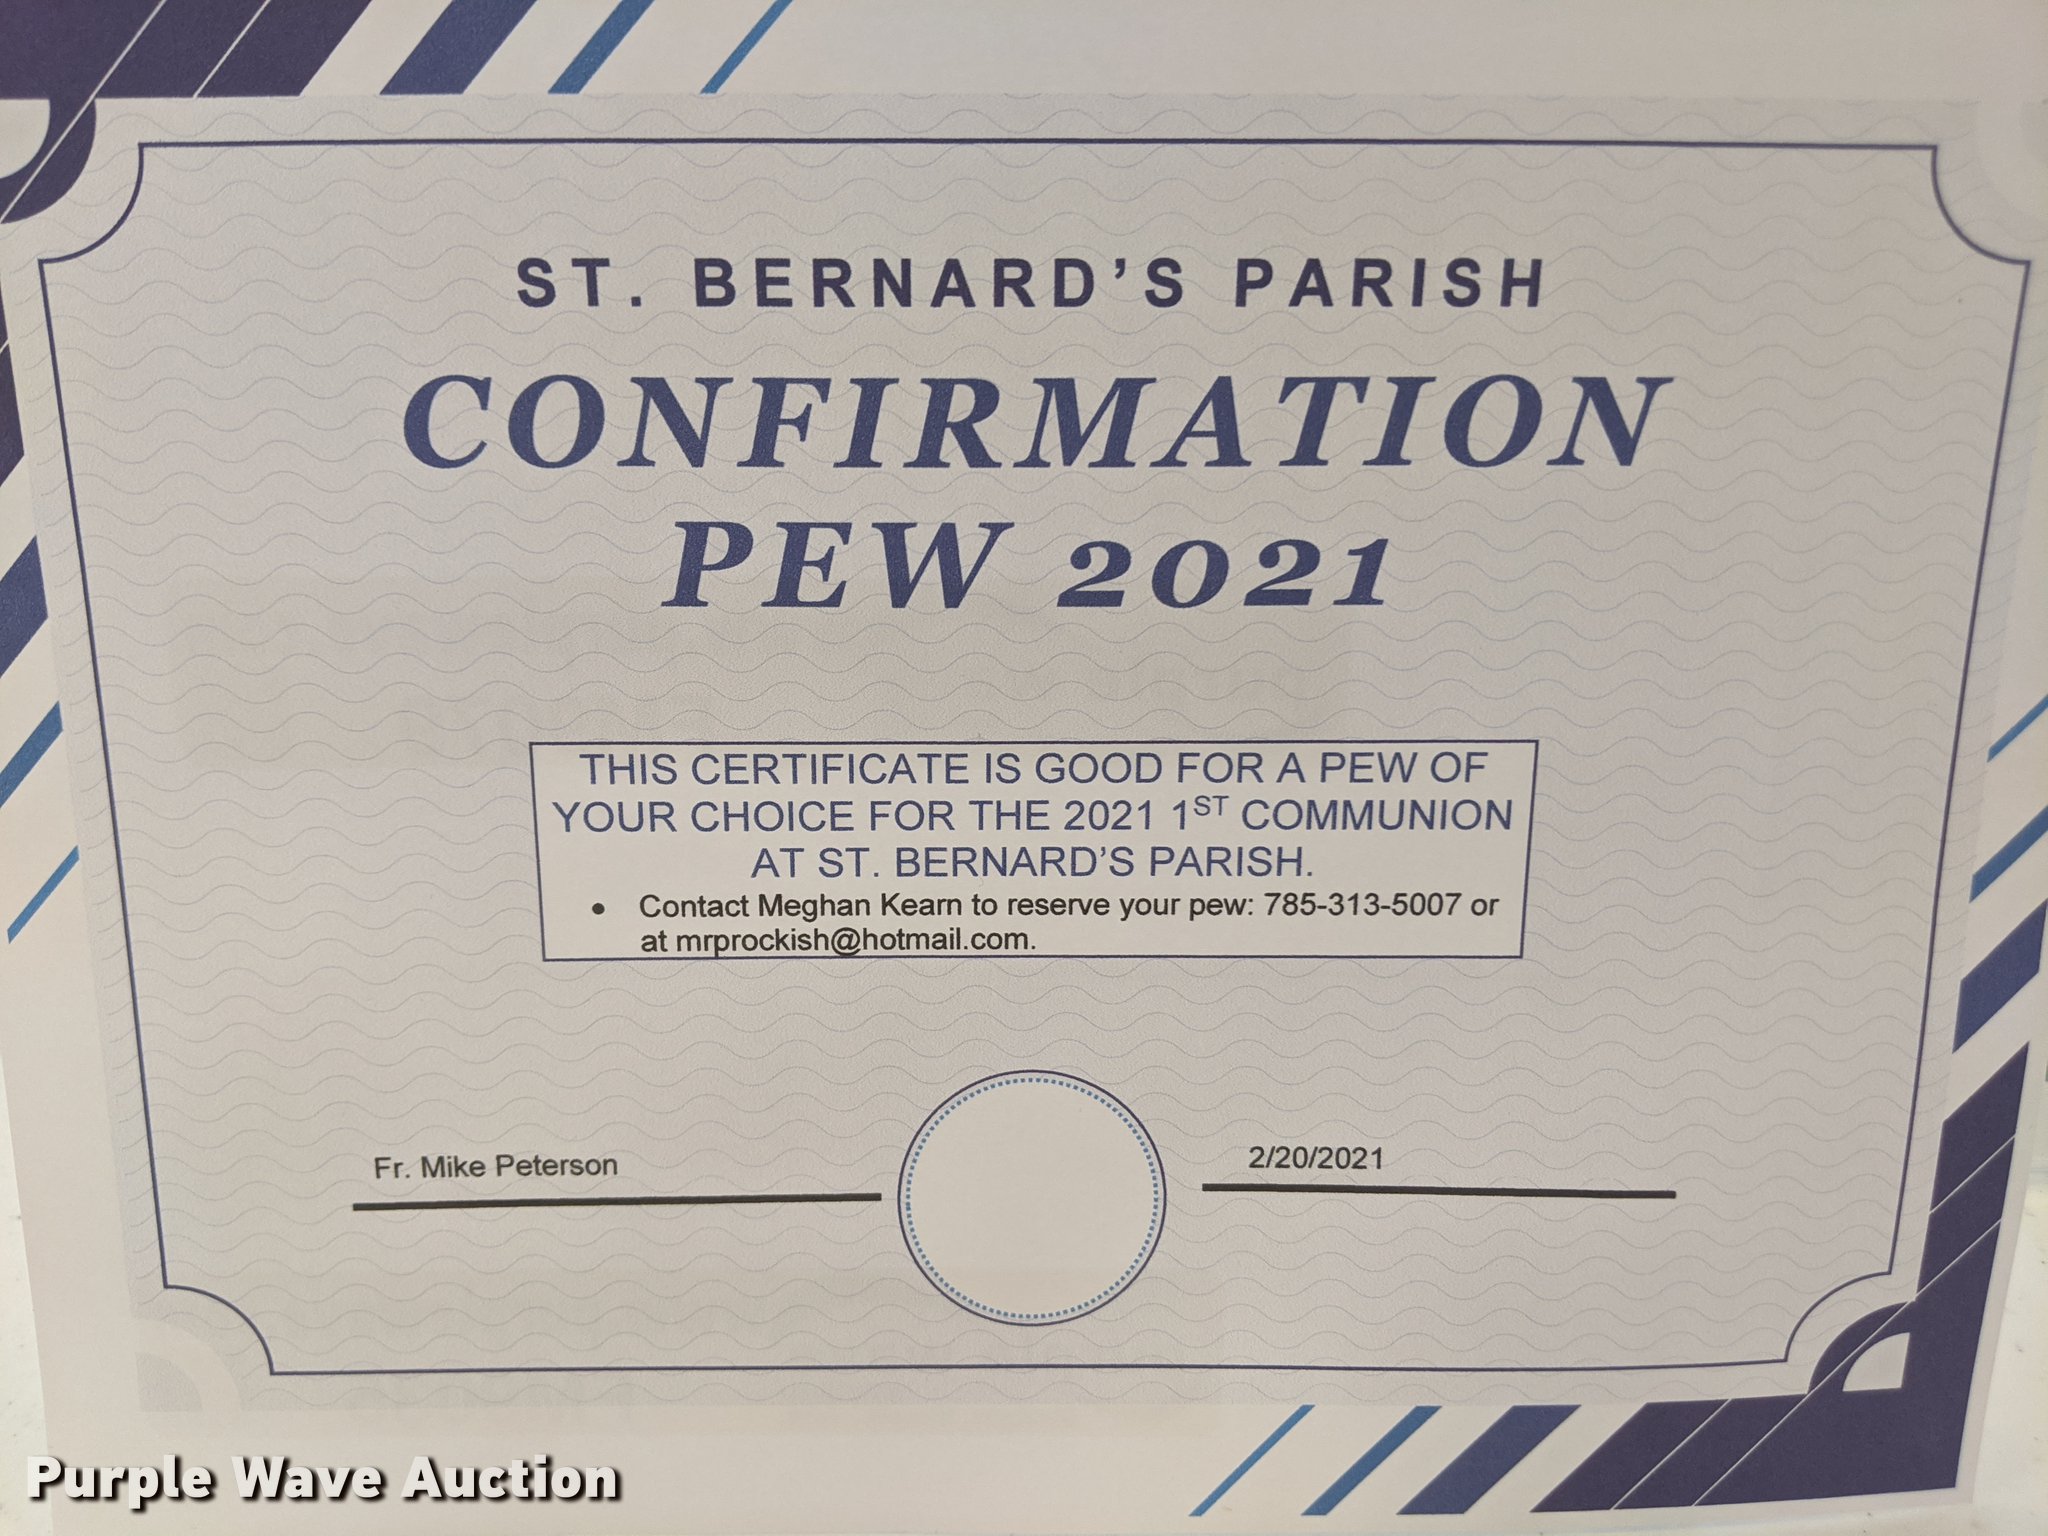 ST. BERNARD'S PARISH
CONFIRMATION
PEW 2021
THIS CERTIFICATE IS GOOD FOR A PEW OF
YOUR CHOICE FOR THE 2021 1ST COMMUNION
AT ST. BERNARD'S PARISH.
• Contact Meghan Kearn to reserve your pew: 785-313-5007 or
at mrprockish@hotmail.com.
Fr. Mike Peterson
2/20/2021
Purple Wave Auction